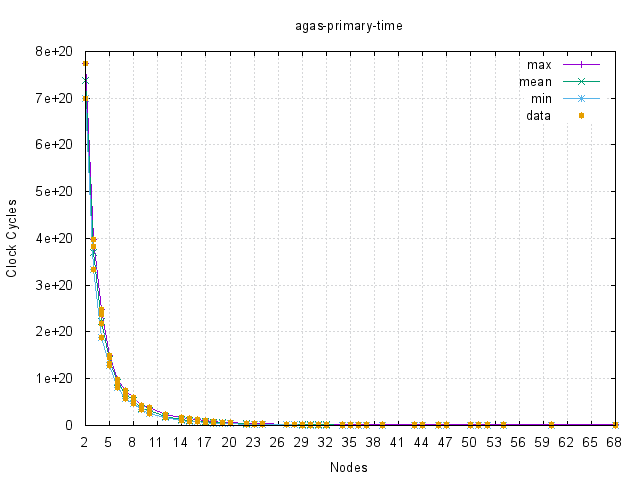 agas-primary-time
8e+20
7e+20
6e+20
5e+20
4e+20
3e+20
2e+20
1e+20
0
Clock Cycles
max
mean
min
data
2 5 8 11 14 17 20 23 26 29 32 35 38 41 43 46 50 53 56 59 62 65 68
Nodes